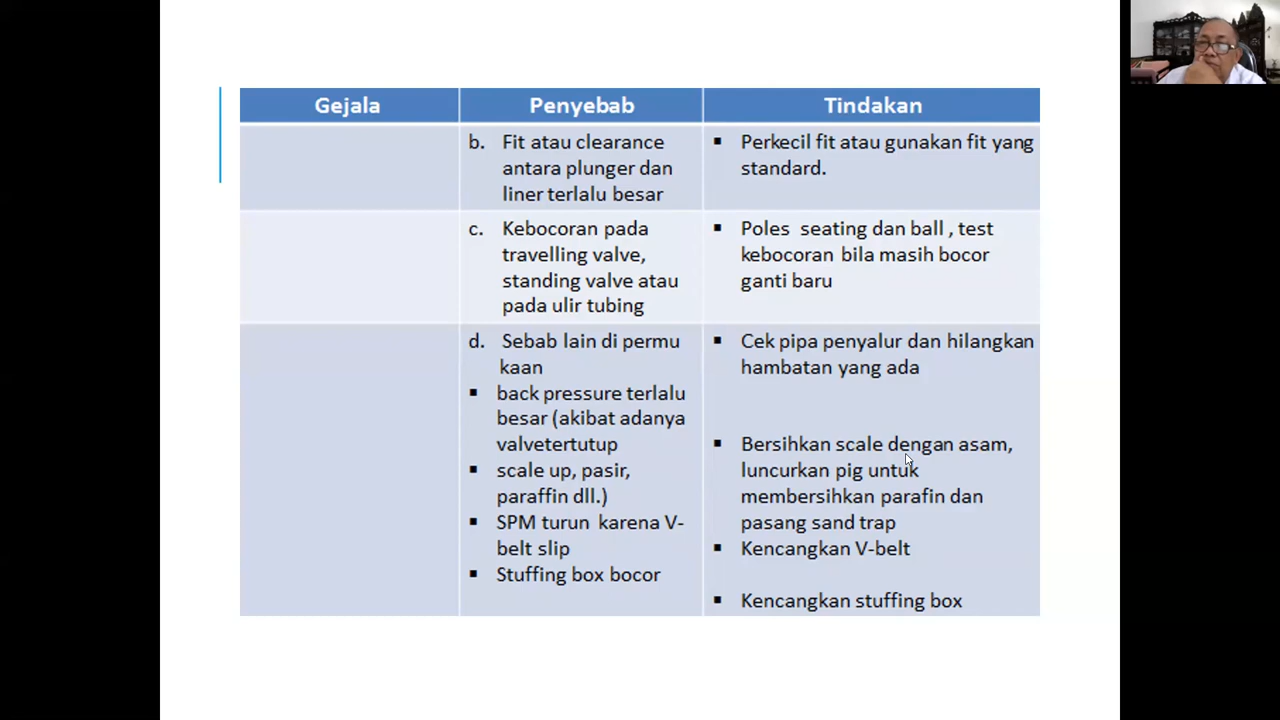 Gejala
Penyebab
Tindakan
b. Fit atau clearance
antara plunger dan
liner terlalu besar
▪ Perkecil fit atau gunakan fit yang
standard.
c. Kebocoran pada
travelling valve,
standing valve atau
pada ulir tubing
▪ Poles seating dan ball , test
kebocoran bila masih bocor
ganti baru
d. Sebab lain di permu
kaan
▪ back pressure terlalu
besar (akibat adanya
valvetertutup
▪ scale up, pasir,
paraffin dll.)
▪ SPM turun karena V-
belt slip
▪ Stuffing box bocor
▪ Cek pipa penyalur dan hilangkan
hambatan yang ada
▪ Bersihkan scale dengan asam,
luncurkan pig untuk
membersihkan parafin dan
pasang sand trap
▪ Kencangkan V-belt
▪ Kencangkan stuffing box